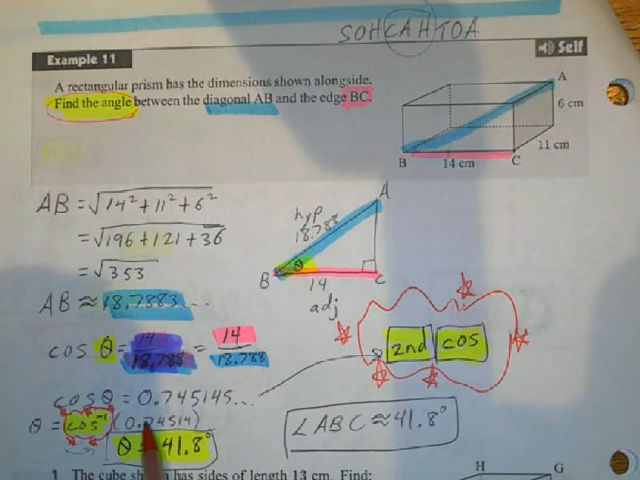 SOHCAHTOA
Example 11
Self
A rectangular prism has the dimensions shown alongside.
Find the angle between the diagonal AB and the edge BC.
A
6 cm
11 cm
B
14 cm
C
AB = √14² + 11² + 6²
= √196 + 121 + 36
= √353
AB ≈ 18.7883...
A
hyp
18.788
θ
B
C
14
adj
cos θ = 14/18.788 = 14/18.788
2nd cos
cos θ = 0.745145...
θ = cos⁻¹(0.74514)
θ = 41.8°
∠ABC ≈ 41.8°
1 The cube shown has sides of length 13 cm. Find:
H
G